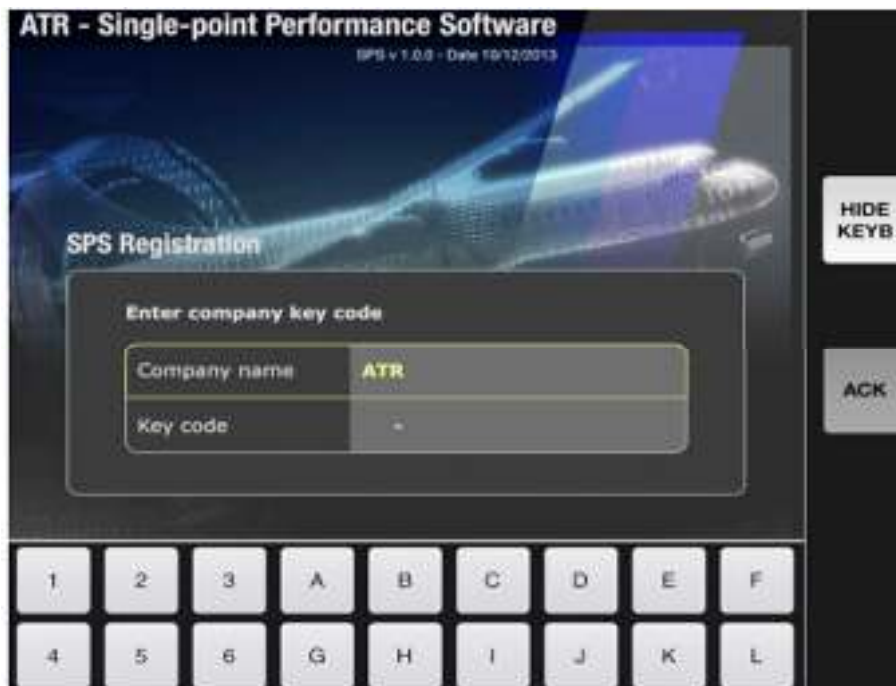 ATR - Single-point Performance Software
SPS v 1.0.0 - Date 10/12/2013
HIDE
KEYB
SPS Registration
Enter company key code
Company name ATR
ACK
Key code -
1 2 3 A B C D E F
4 5 6 G H I J K L